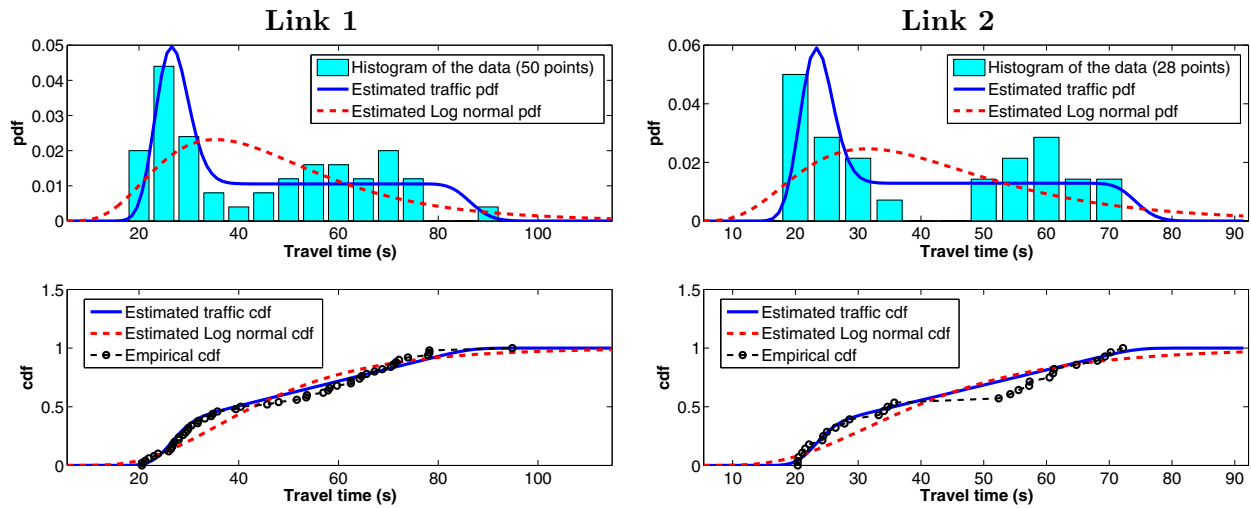 Link 1
0.05
0.04
0.03
0.02
0.01
0
pdf
Histogram of the data (50 points)
Estimated traffic pdf
Estimated Log normal pdf
20
40
60
80
100
Travel time (s)
Link 2
0.06
0.04
0.02
0
pdf
Histogram of the data (28 points)
Estimated traffic pdf
Estimated Log normal pdf
10
20
30
40
50
60
70
80
90
Travel time (s)
1.5
1
0.5
0
cdf
Estimated traffic cdf
Estimated Log normal cdf
Empirical cdf
20
40
60
80
100
Travel time (s)
1.5
1
0.5
0
cdf
Estimated traffic cdf
Estimated Log normal cdf
Empirical cdf
10
20
30
40
50
60
70
80
90
Travel time (s)